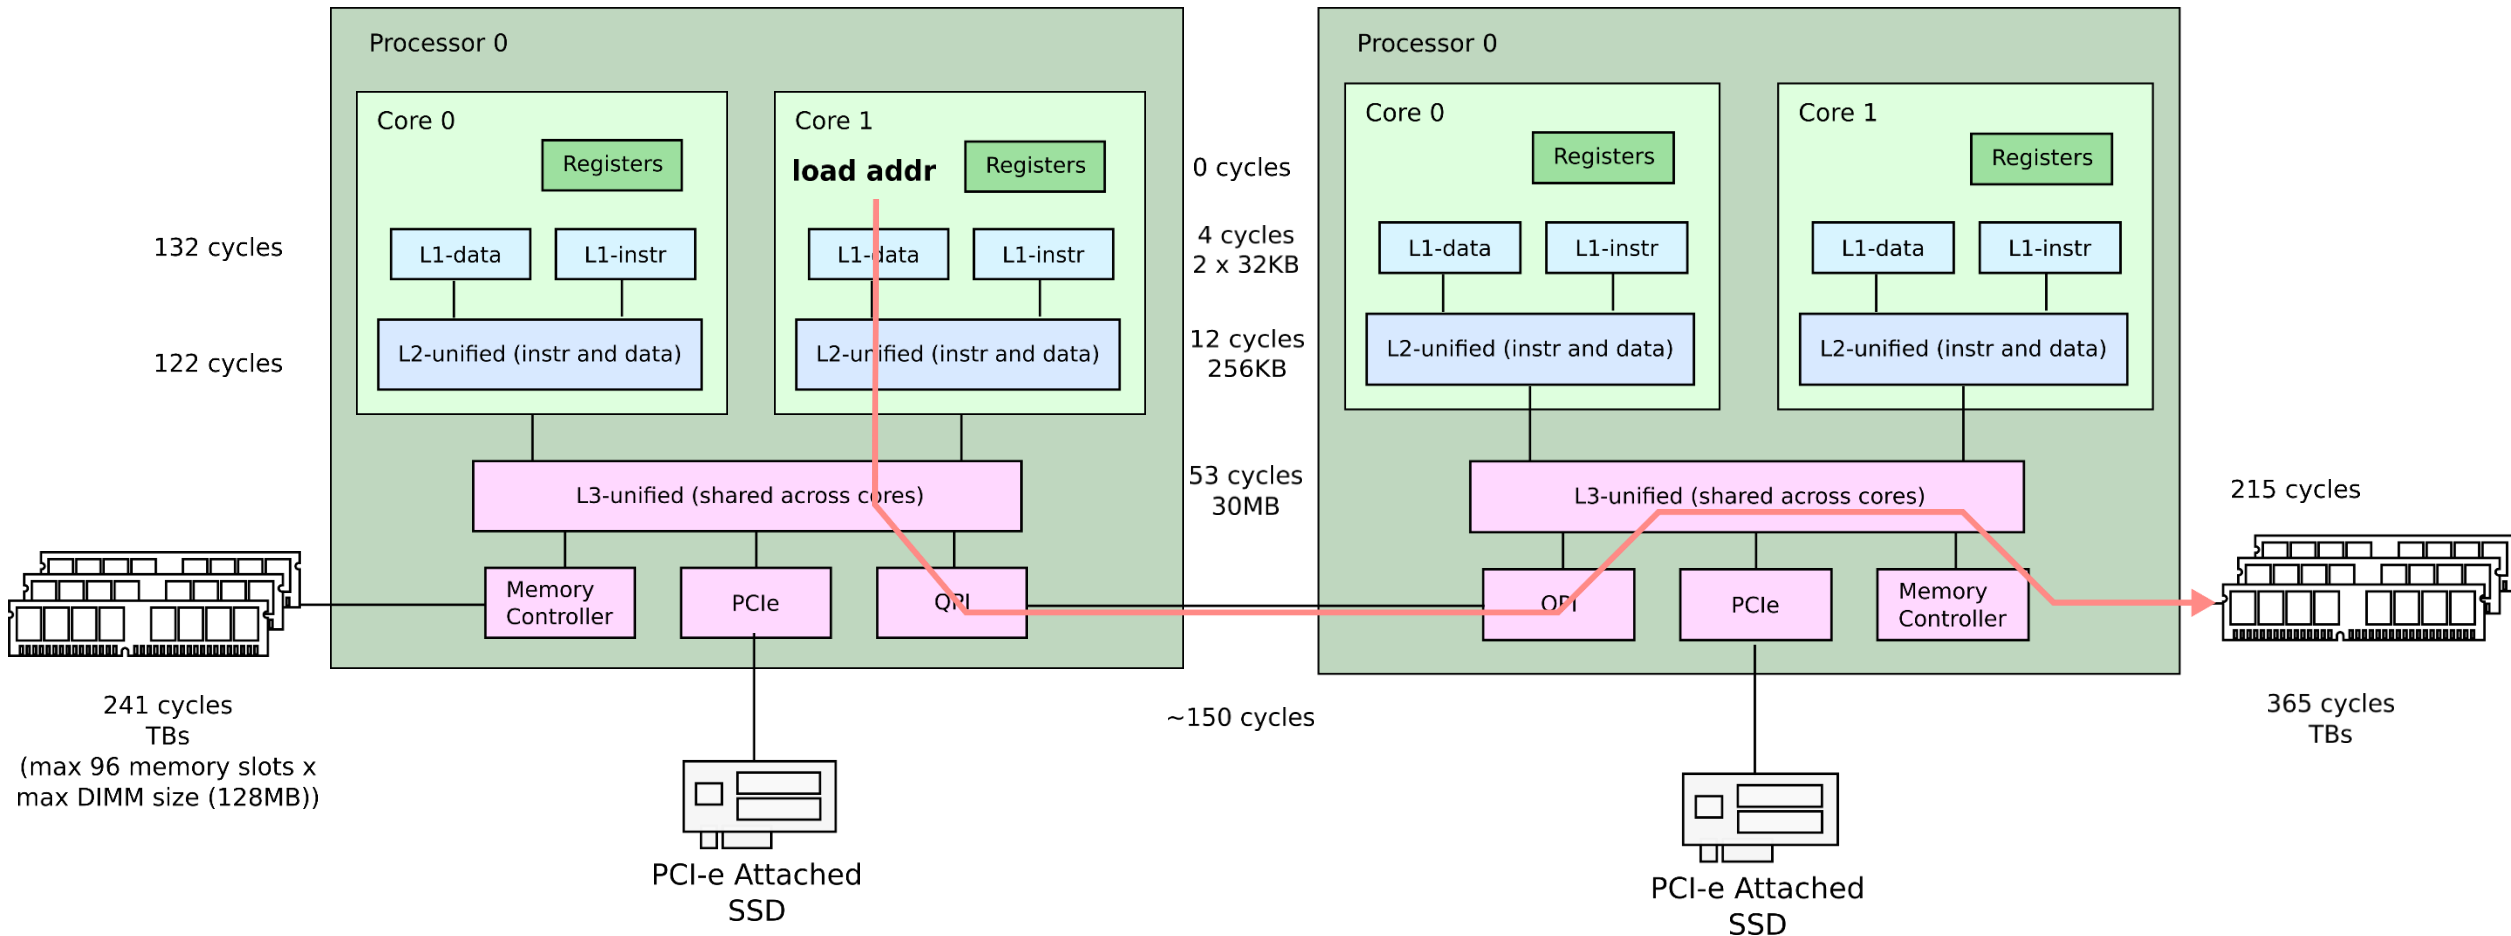 Processor 0
Processor 0
Core 0
Core 1
Core 0
Core 1
load addr
Registers
Registers
0 cycles
Registers
Registers
132 cycles
L1-data
L1-instr
L1-data
L1-instr
4 cycles
2 x 32KB
L1-data
L1-instr
L1-data
L1-instr
122 cycles
L2-unified (instr and data)
L2-unified (instr and data)
12 cycles
256KB
L2-unified (instr and data)
L2-unified (instr and data)
L3-unified (shared across cores)
53 cycles
30MB
L3-unified (shared across cores)
215 cycles
Memory
Controller
PCIe
QPI
QPI
PCIe
Memory
Controller
241 cycles
TBs
(max 96 memory slots x
max DIMM size (128MB))
~150 cycles
365 cycles
TBs
PCI-e Attached
SSD
PCI-e Attached
SSD